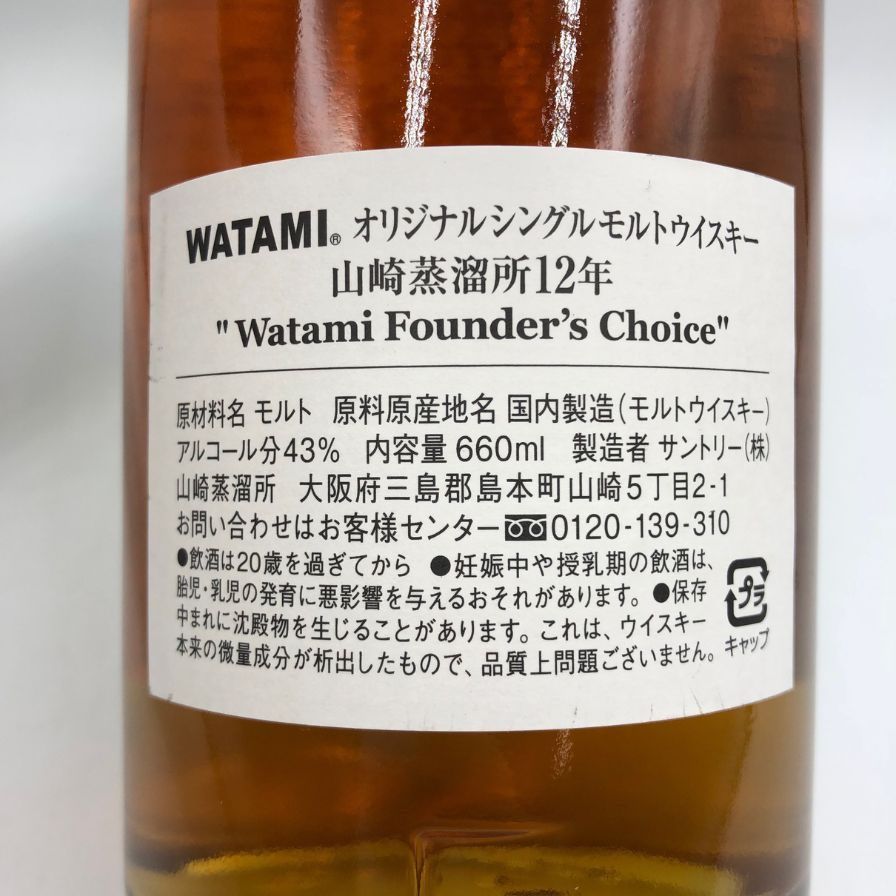 WATAMI® オリジナルシングルモルトウイスキー
山崎蒸溜所12年
"Watami Founder's Choice"
原材料名 モルト 原料原産地名 国内製造(モルトウイスキー)
アルコール分43% 内容量 660ml 製造者 サントリー(株)
山崎蒸溜所 大阪府三島郡島本町山崎5丁目2-1
お問い合わせはお客様センター 0120-139-310
●飲酒は20歳を過ぎてから ●妊娠中や授乳期の飲酒は、
胎児・乳児の発育に悪影響を与えるおそれがあります。●保存
中まれに沈殿物を生じることがあります。これは、ウイスキー
本来の微量成分が析出したもので、品質上問題ございません。
プラ
キャップ